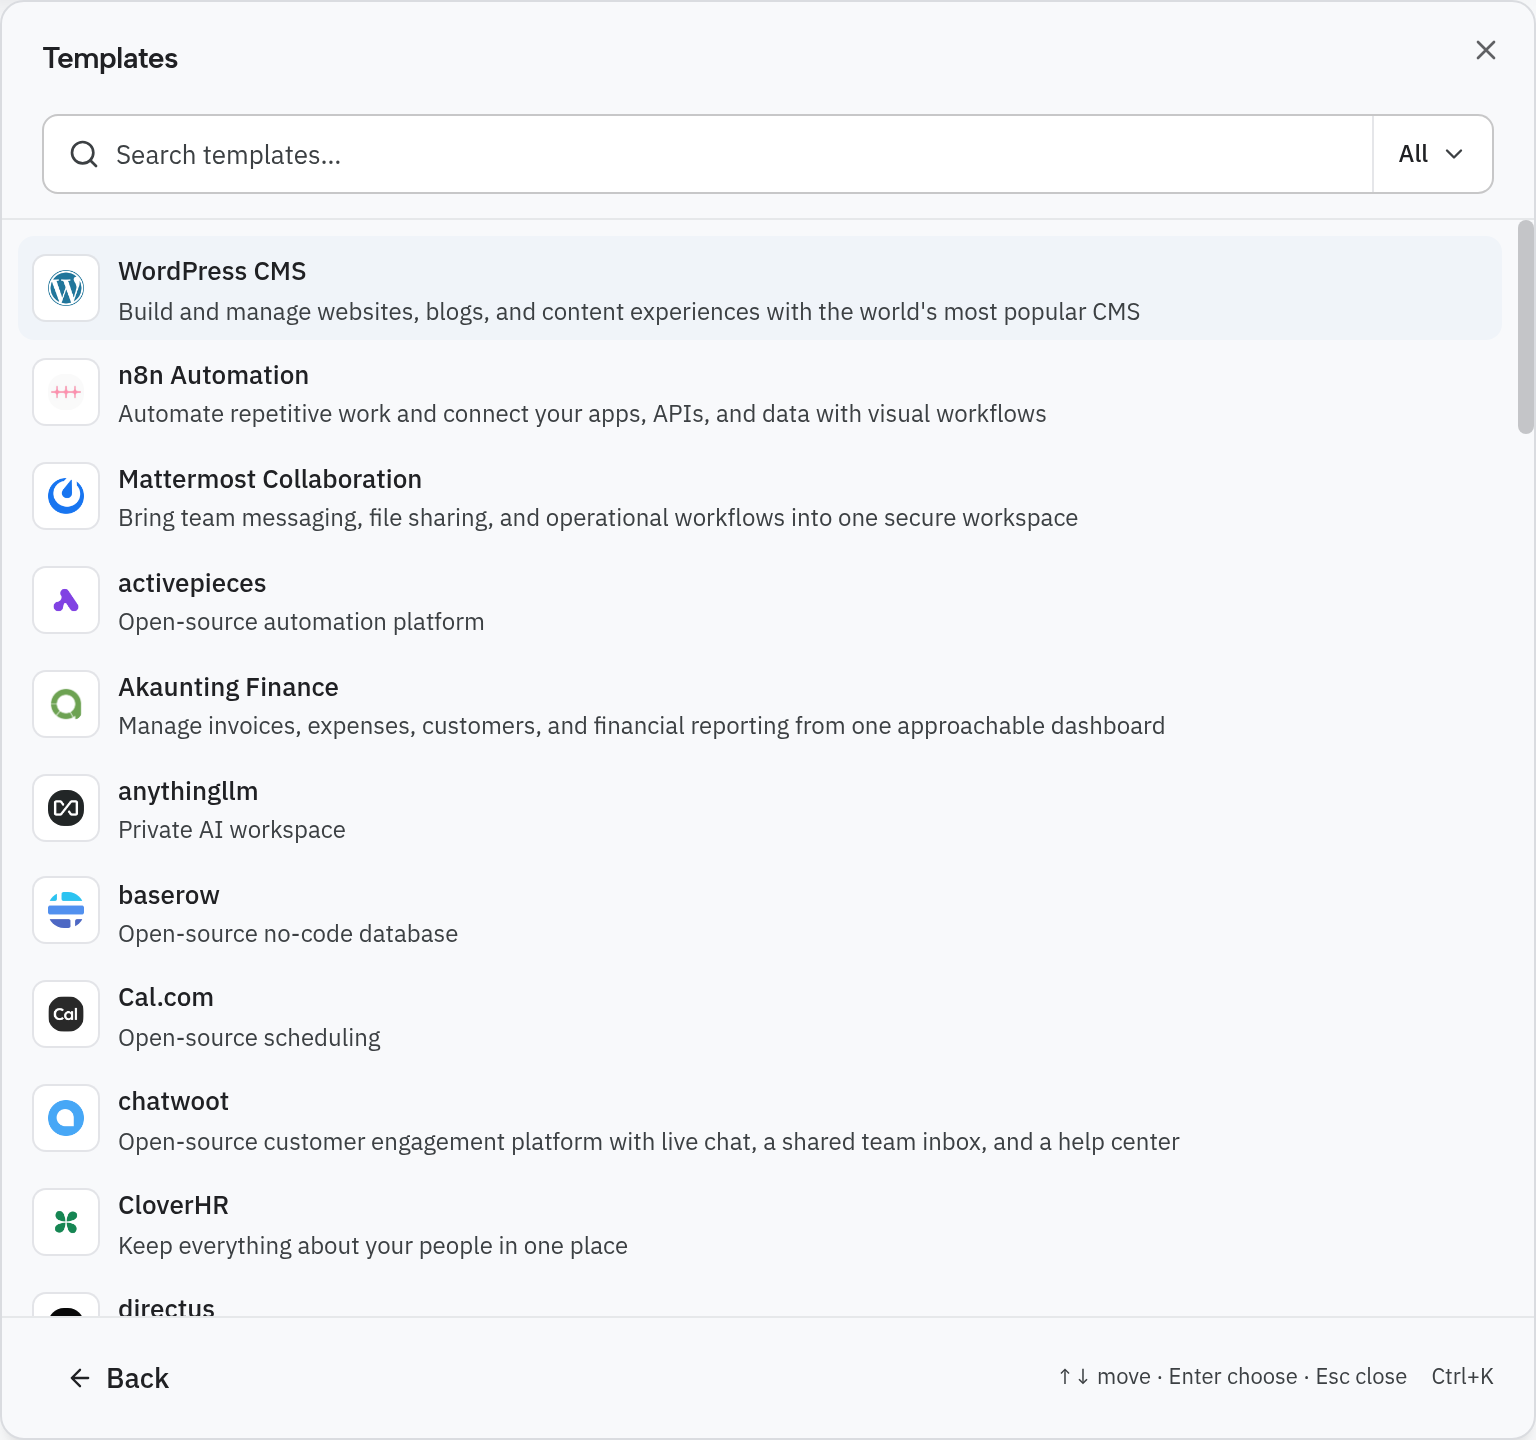 Templates
Search templates...
All
WordPress CMS
Build and manage websites, blogs, and content experiences with the world's most popular CMS
n8n Automation
Automate repetitive work and connect your apps, APIs, and data with visual workflows
Mattermost Collaboration
Bring team messaging, file sharing, and operational workflows into one secure workspace
activepieces
Open-source automation platform
Akaunting Finance
Manage invoices, expenses, customers, and financial reporting from one approachable dashboard
anythingllm
Private AI workspace
baserow
Open-source no-code database
Cal
Cal.com
Open-source scheduling
chatwoot
Open-source customer engagement platform with live chat, a shared team inbox, and a help center
CloverHR
Keep everything about your people in one place
directus
← Back
↑↓ move · Enter choose · Esc close Ctrl+K